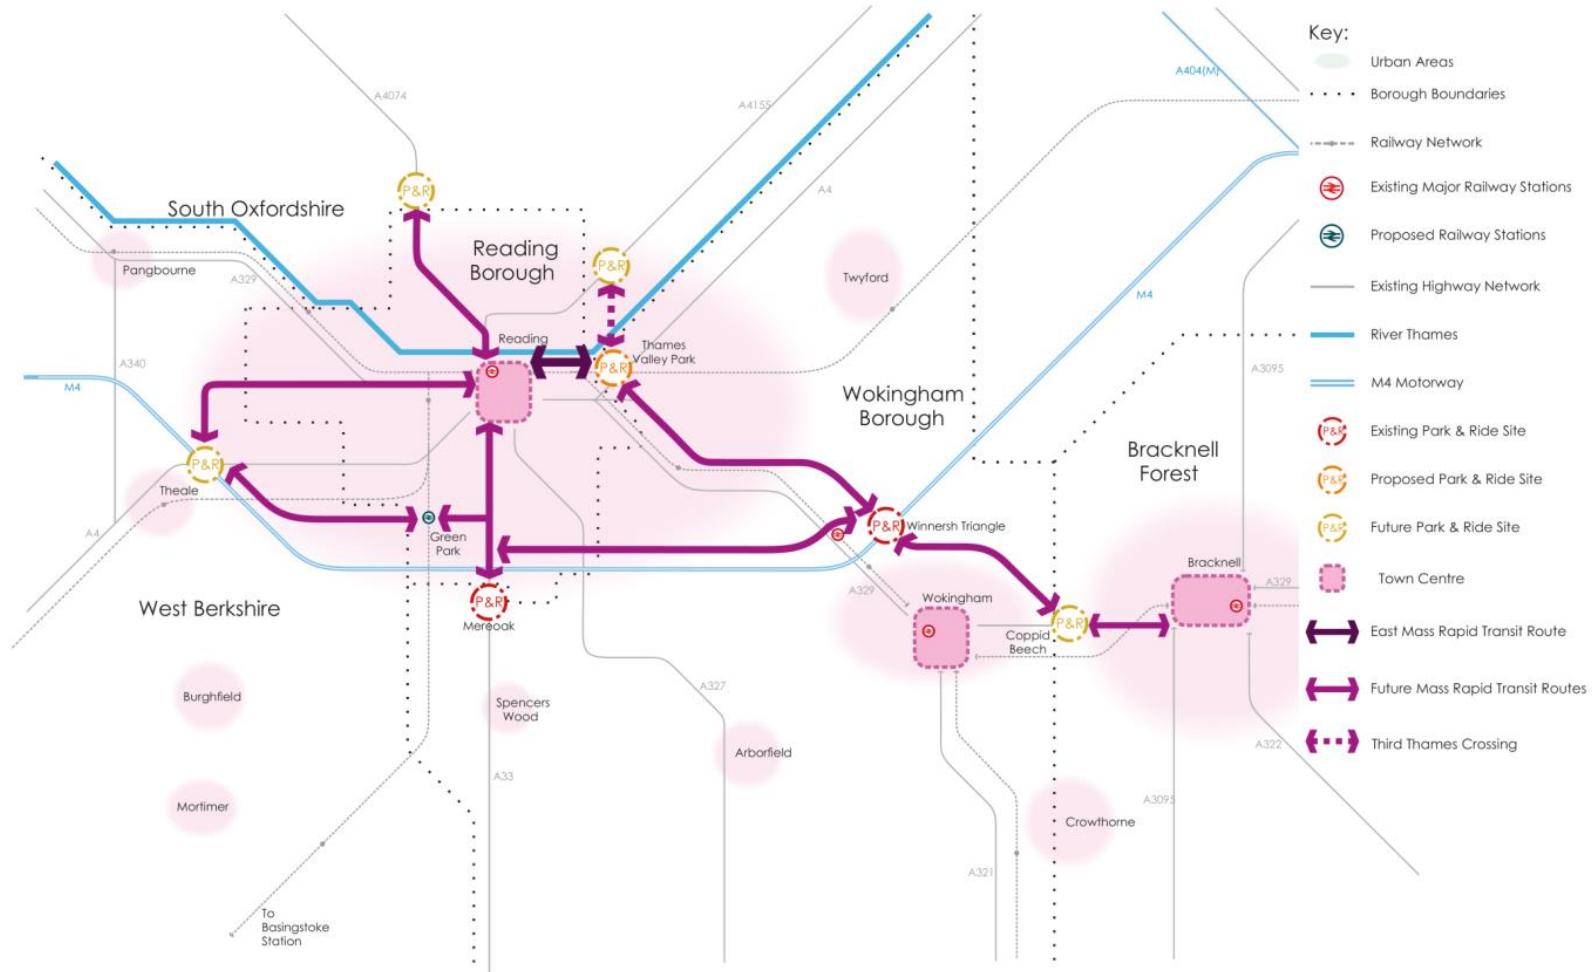 Key:
Urban Areas
Borough Boundaries
Railway Network
Existing Major Railway Stations
Proposed Railway Stations
Existing Highway Network
River Thames
M4 Motorway
P&R
Existing Park & Ride Site
P&R
Proposed Park & Ride Site
P&R
Future Park & Ride Site
Town Centre
East Mass Rapid Transit Route
Future Mass Rapid Transit Routes
Third Thames Crossing
A404(M)
A4074
A4155
P&R
A4
South Oxfordshire
Reading
Borough
P&R
Pangbourne
A329
Twyford
M4
Reading
Thames
Valley Park
P&R
A340
M4
A3095
Wokingham
Borough
Bracknell
Forest
P&R
Theale
A4
Green
Park
P&R
Winnersh Triangle
Bracknell
A329
A329
West Berkshire
P&R
Mereoak
Wokingham
P&R
Coppid
Beech
Burghfield
Spencers
Wood
A327
Arborfield
A322
A33
Mortimer
A3095
Crowthorne
A321
To
Basingstoke
Station